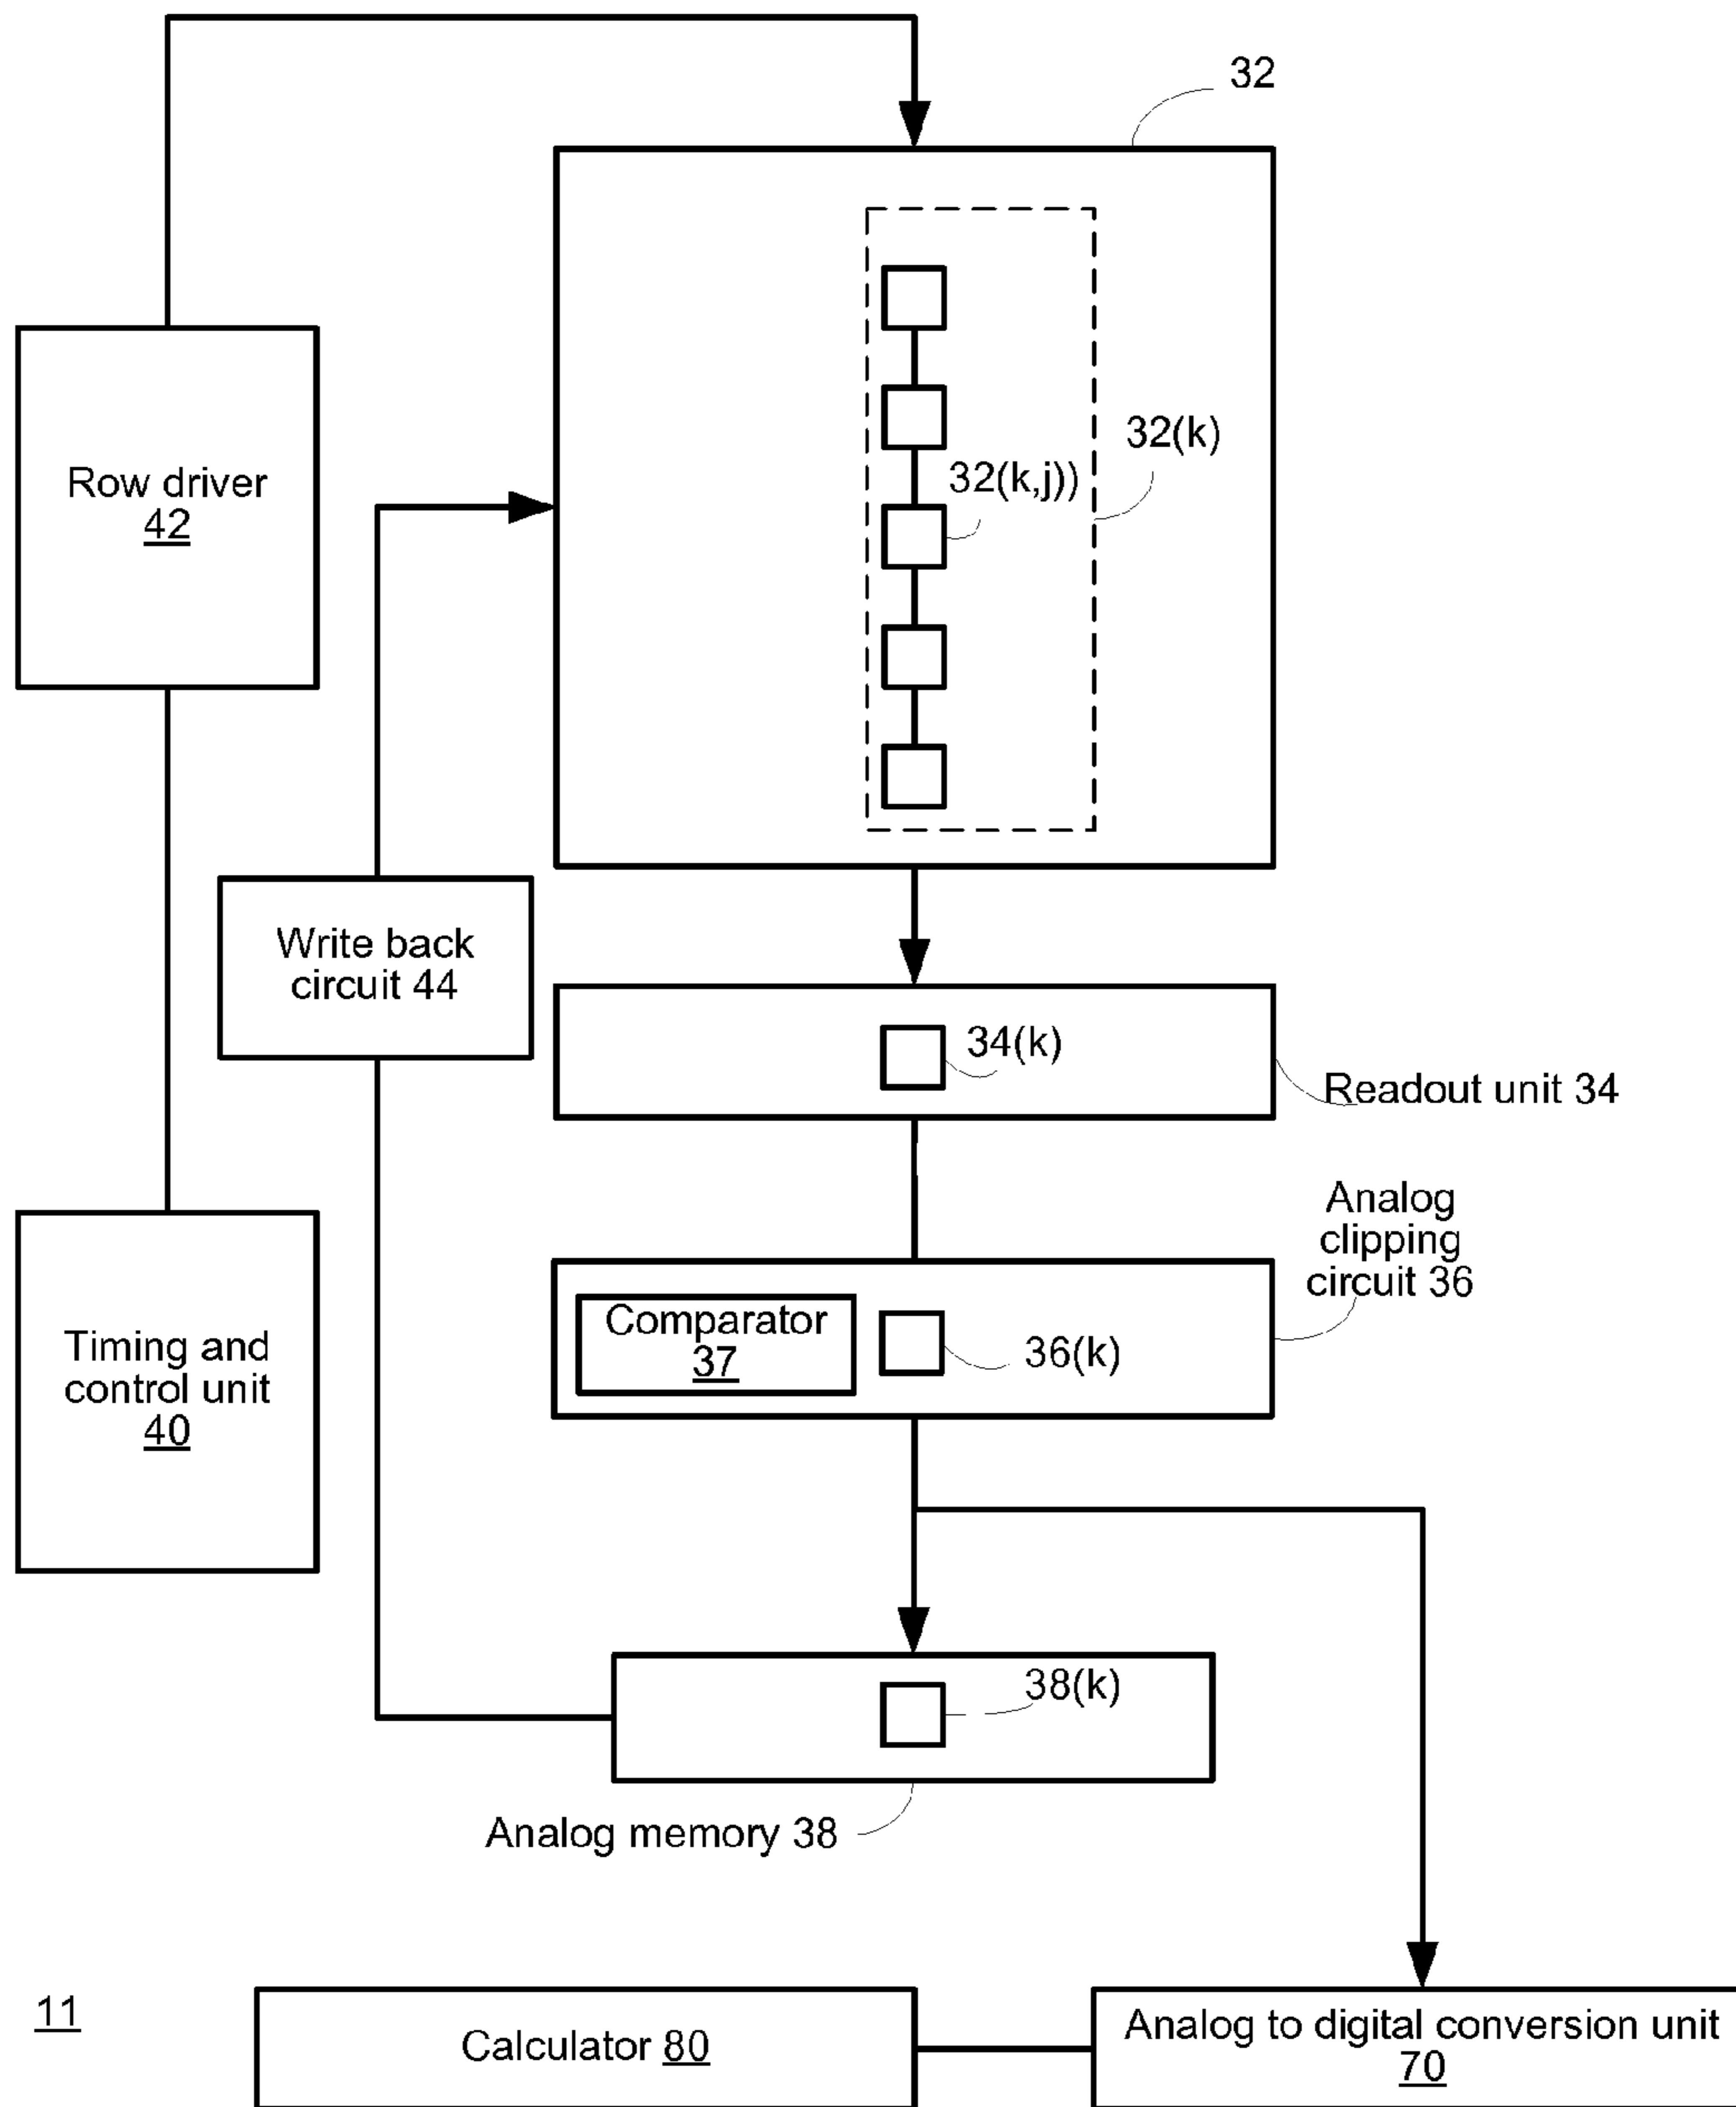 32
32(k)
32(k,j))
Row driver
42
Write back
circuit 44
34(k)
Readout unit 34
Analog
clipping
circuit 36
Comparator
37
36(k)
Timing and
control unit
40
38(k)
Analog memory 38
11
Calculator 80
Analog to digital conversion unit
70